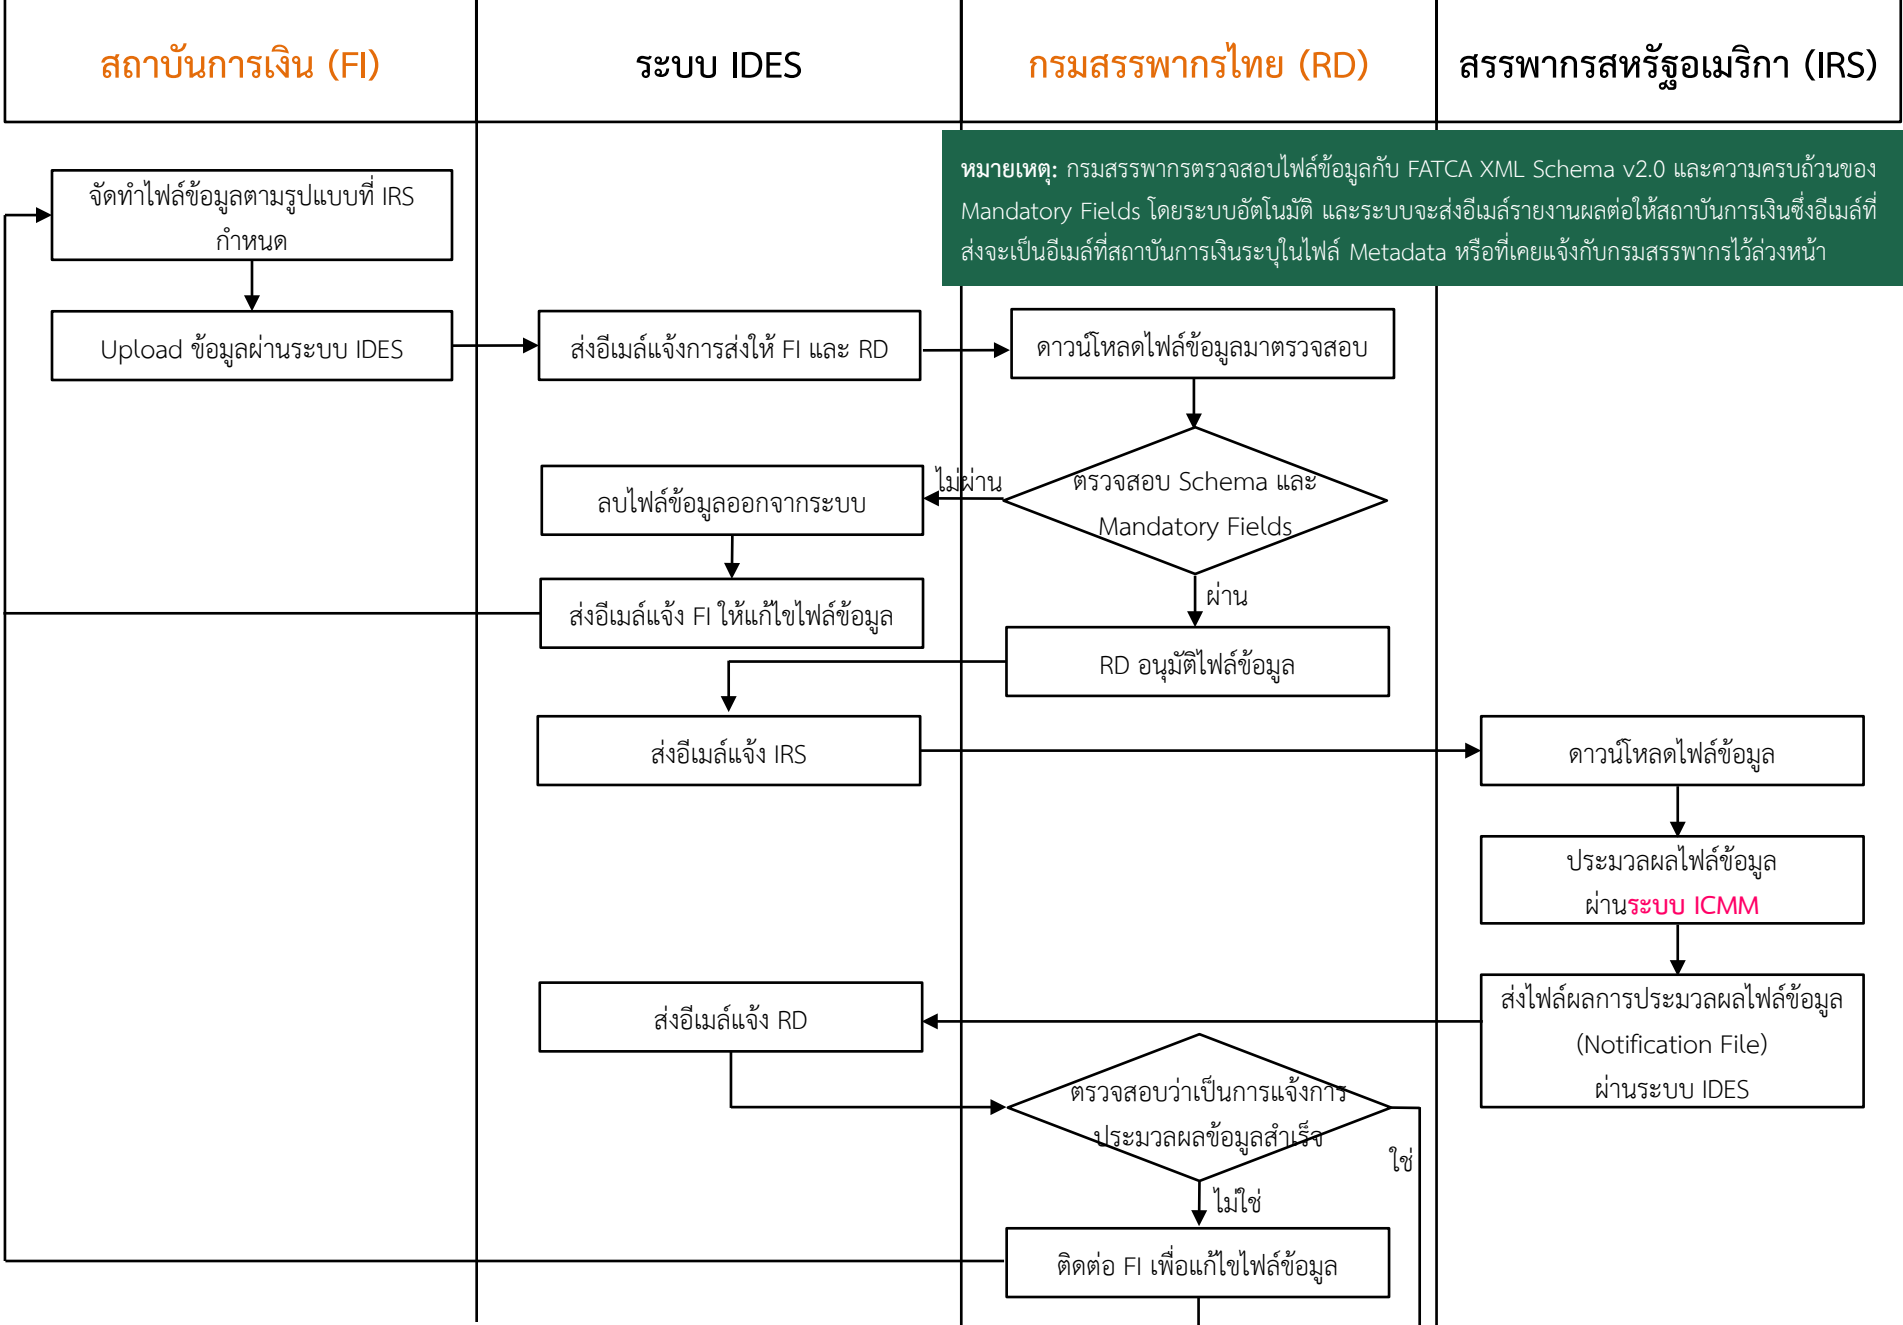 สถาบันการเงิน (FI)
ระบบ IDES
กรมสรรพากรไทย (RD)
สรรพากรสหรัฐอเมริกา (IRS)
หมายเหตุ: กรมสรรพากรตรวจสอบไฟล์ข้อมูลกับ FATCA XML Schema v2.0 และความครบถ้วนของ
Mandatory Fields โดยระบบอัตโนมัติ และระบบจะส่งอีเมล์รายงานผลต่อให้สถาบันการเงินซึ่งอีเมล์ที่
ส่งจะเป็นอีเมล์ที่สถาบันการเงินระบุในไฟล์ Metadata หรือที่เคยแจ้งกับกรมสรรพากรไว้ล่วงหน้า
จัดทำไฟล์ข้อมูลตามรูปแบบที่ IRS
กำหนด
Upload ข้อมูลผ่านระบบ IDES
ส่งอีเมล์แจ้งการส่งให้ FI และ RD
ดาวน์โหลดไฟล์ข้อมูลมาตรวจสอบ
ตรวจสอบ Schema และ
Mandatory Fields
ไม่ผ่าน
ลบไฟล์ข้อมูลออกจากระบบ
ส่งอีเมล์แจ้ง FI ให้แก้ไขไฟล์ข้อมูล
ผ่าน
RD อนุมัติไฟล์ข้อมูล
ส่งอีเมล์แจ้ง IRS
ดาวน์โหลดไฟล์ข้อมูล
ประมวลผลไฟล์ข้อมูล
ผ่านระบบ ICMM
ส่งไฟล์ผลการประมวลผลไฟล์ข้อมูล
(Notification File)
ผ่านระบบ IDES
ส่งอีเมล์แจ้ง RD
ตรวจสอบว่าเป็นการแจ้งการ
ประมวลผลข้อมูลสำเร็จ
ใช่
ไม่ใช่
ติดต่อ FI เพื่อแก้ไขไฟล์ข้อมูล